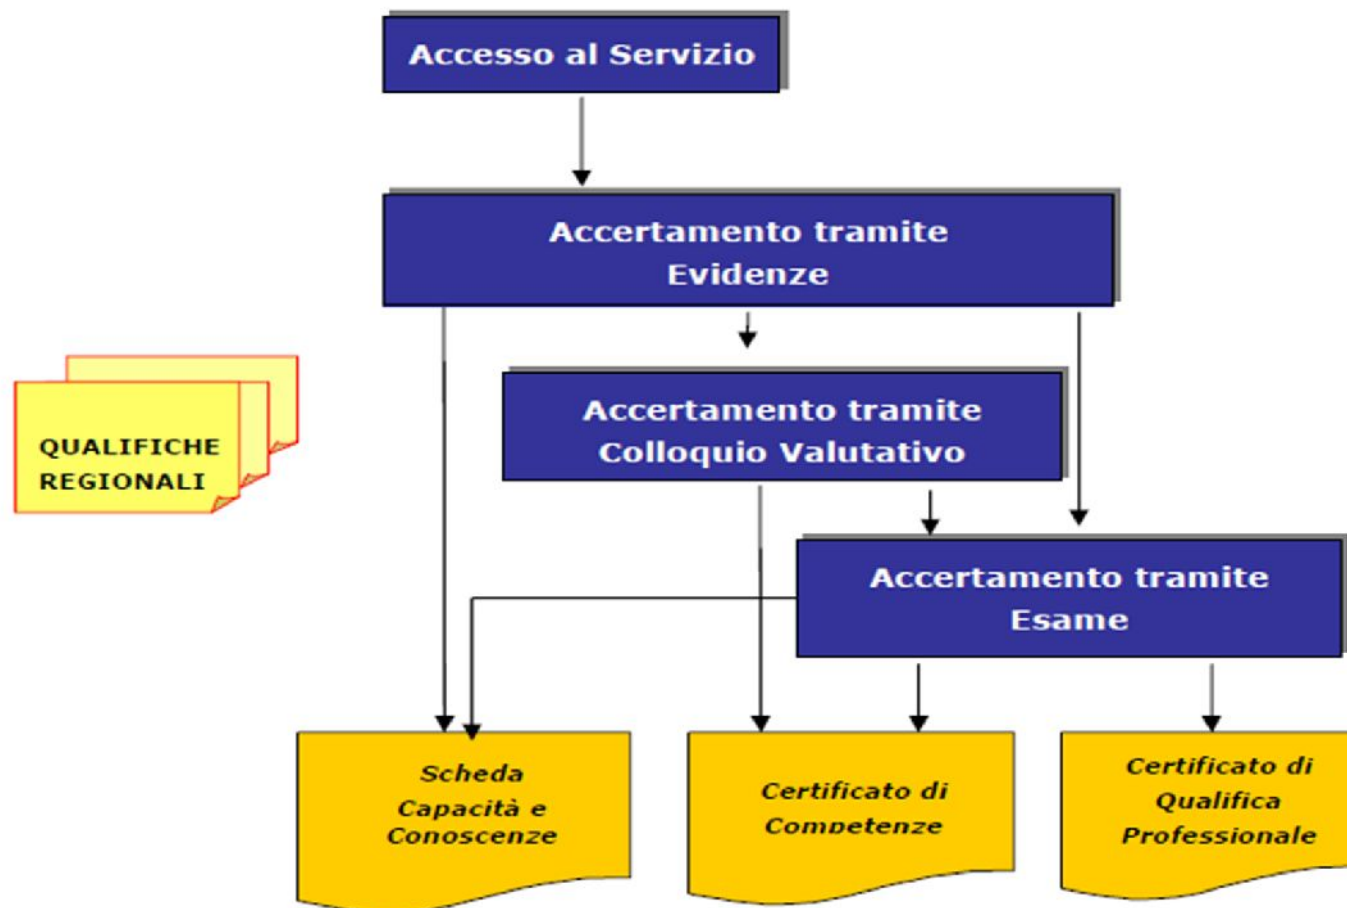 Accesso al Servizio
Accertamento tramite
Evidenze
Accertamento tramite
Colloquio Valutativo
QUALIFICHE
REGIONALI
Accertamento tramite
Esame
Scheda
Capacità e
Conoscenze
Certificato di
Competenze
Certificato di
Qualifica
Professionale